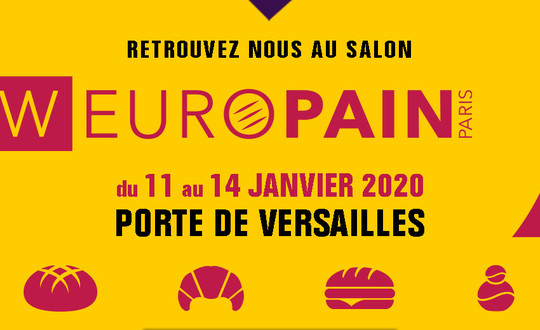 RETROUVEZ NOUS AU SALON
W EUROPAIN PARIS
du 11 au 14 JANVIER 2020
PORTE DE VERSAILLES